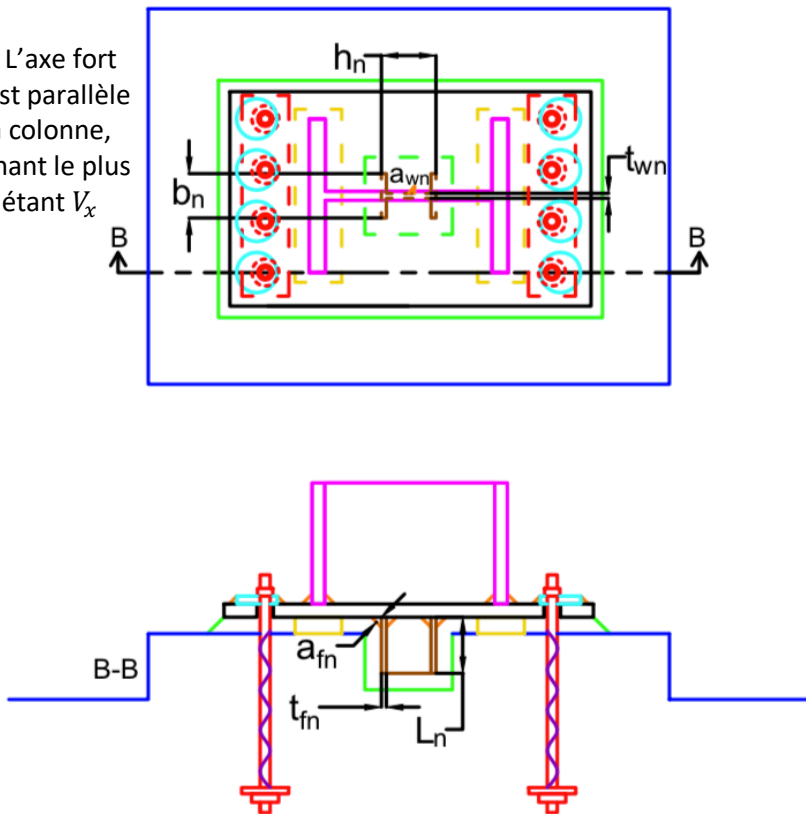 L'axe fort
st parallèle
colonne,
nant le plus
étant Vx
hn
bn
awn
twn
B
B
B-B
afn
tfn
Ln